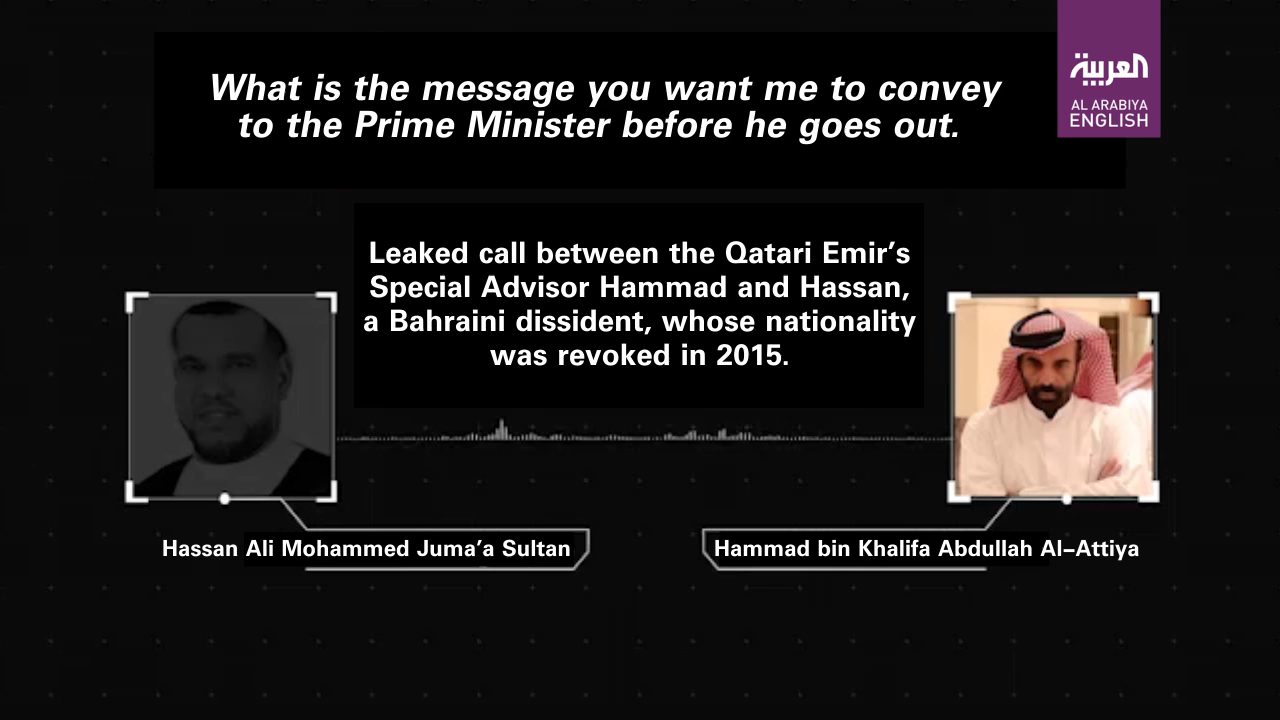 What is the message you want me to convey
to the Prime Minister before he goes out.
العربية
AL ARABIYA
ENGLISH
Leaked call between the Qatari Emir’s
Special Advisor Hammad and Hassan,
a Bahraini dissident, whose nationality
was revoked in 2015.
Hassan Ali Mohammed Juma’a Sultan
Hammad bin Khalifa Abdullah Al–Attiya